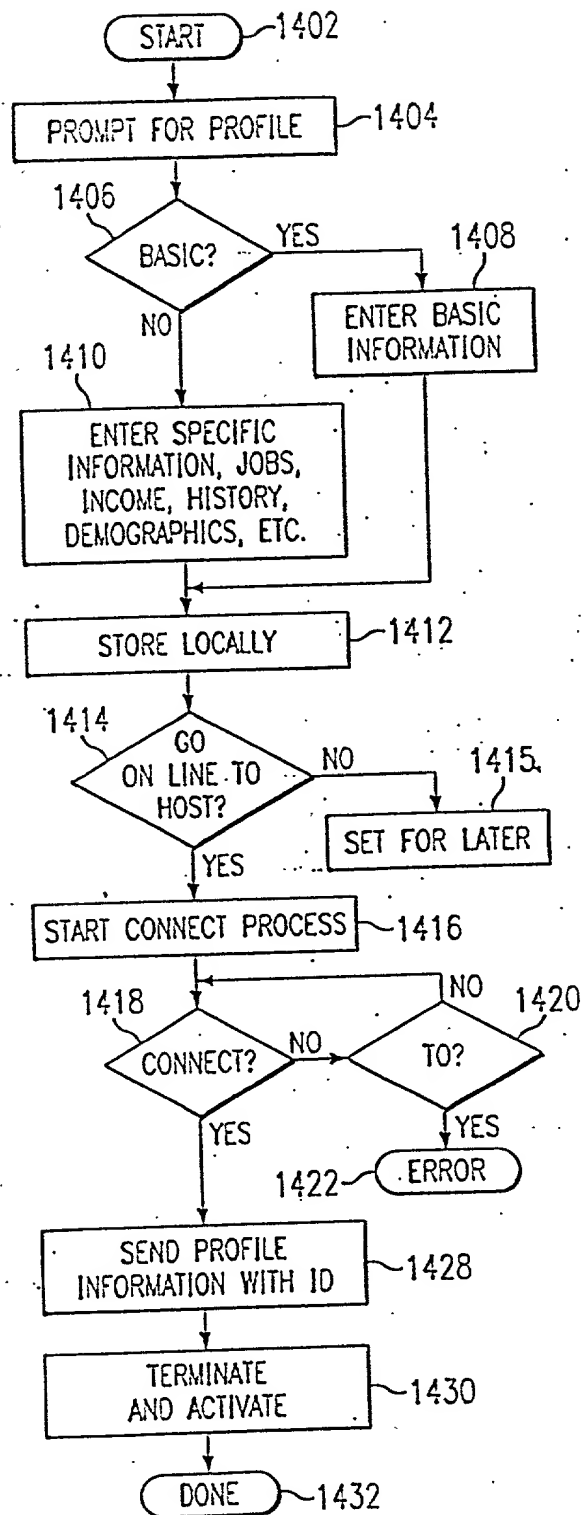 START
1402
PROMPT FOR PROFILE
1404
1406
BASIC?
YES
NO
1408
ENTER BASIC
INFORMATION
1410
ENTER SPECIFIC
INFORMATION, JOBS,
INCOME, HISTORY,
DEMOGRAPHICS, ETC.
STORE LOCALLY
1412
1414
GO
ON LINE TO
HOST?
NO
YES
1415
SET FOR LATER
START CONNECT PROCESS
1416
1418
CONNECT?
NO
YES
NO
1420
TO?
YES
1422
ERROR
SEND PROFILE
INFORMATION WITH ID
1428
TERMINATE
AND ACTIVATE
1430
DONE
1432